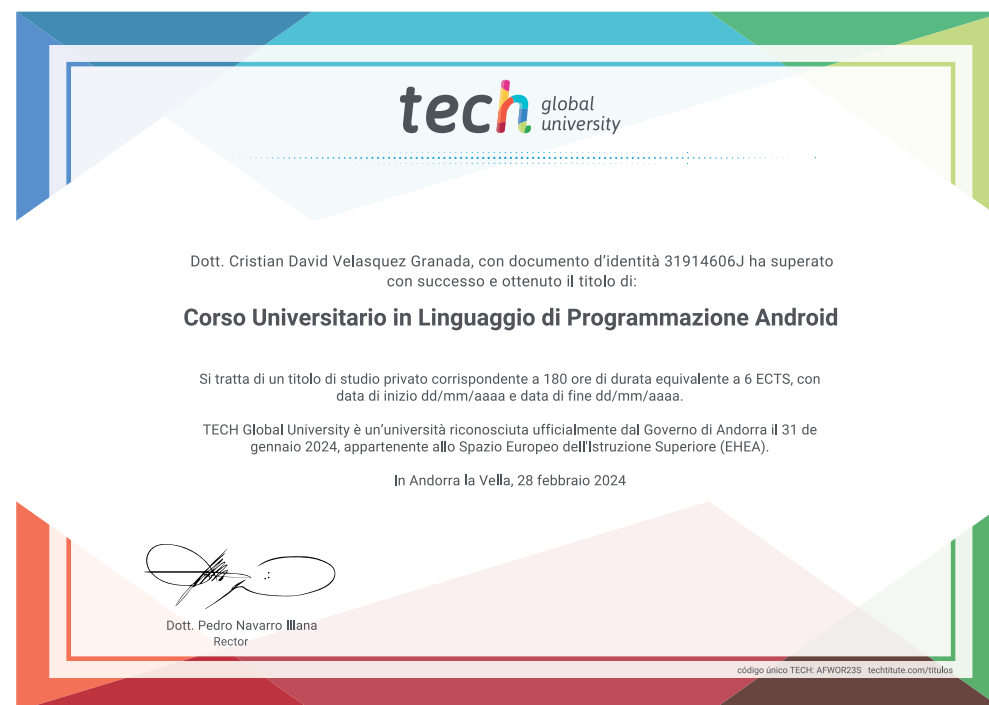 tech global university
Dott. Cristian David Velasquez Granada, con documento d'identità 31914606J ha superato
con successo e ottenuto il titolo di:
Corso Universitario in Linguaggio di Programmazione Android
Si tratta di un titolo di studio privato corrispondente a 180 ore di durata equivalente a 6 ECTS, con
data di inizio dd/mm/aaaa e data di fine dd/mm/aaaa.
TECH Global University è un'università riconosciuta ufficialmente dal Governo di Andorra il 31 de
gennaio 2024, appartenente allo Spazio Europeo dell'Istruzione Superiore (EHEA).
In Andorra la Vella, 28 febbraio 2024
Dott. Pedro Navarro Illana
Rector
código único TECH: AFWOR23S techtitute.com/titulos